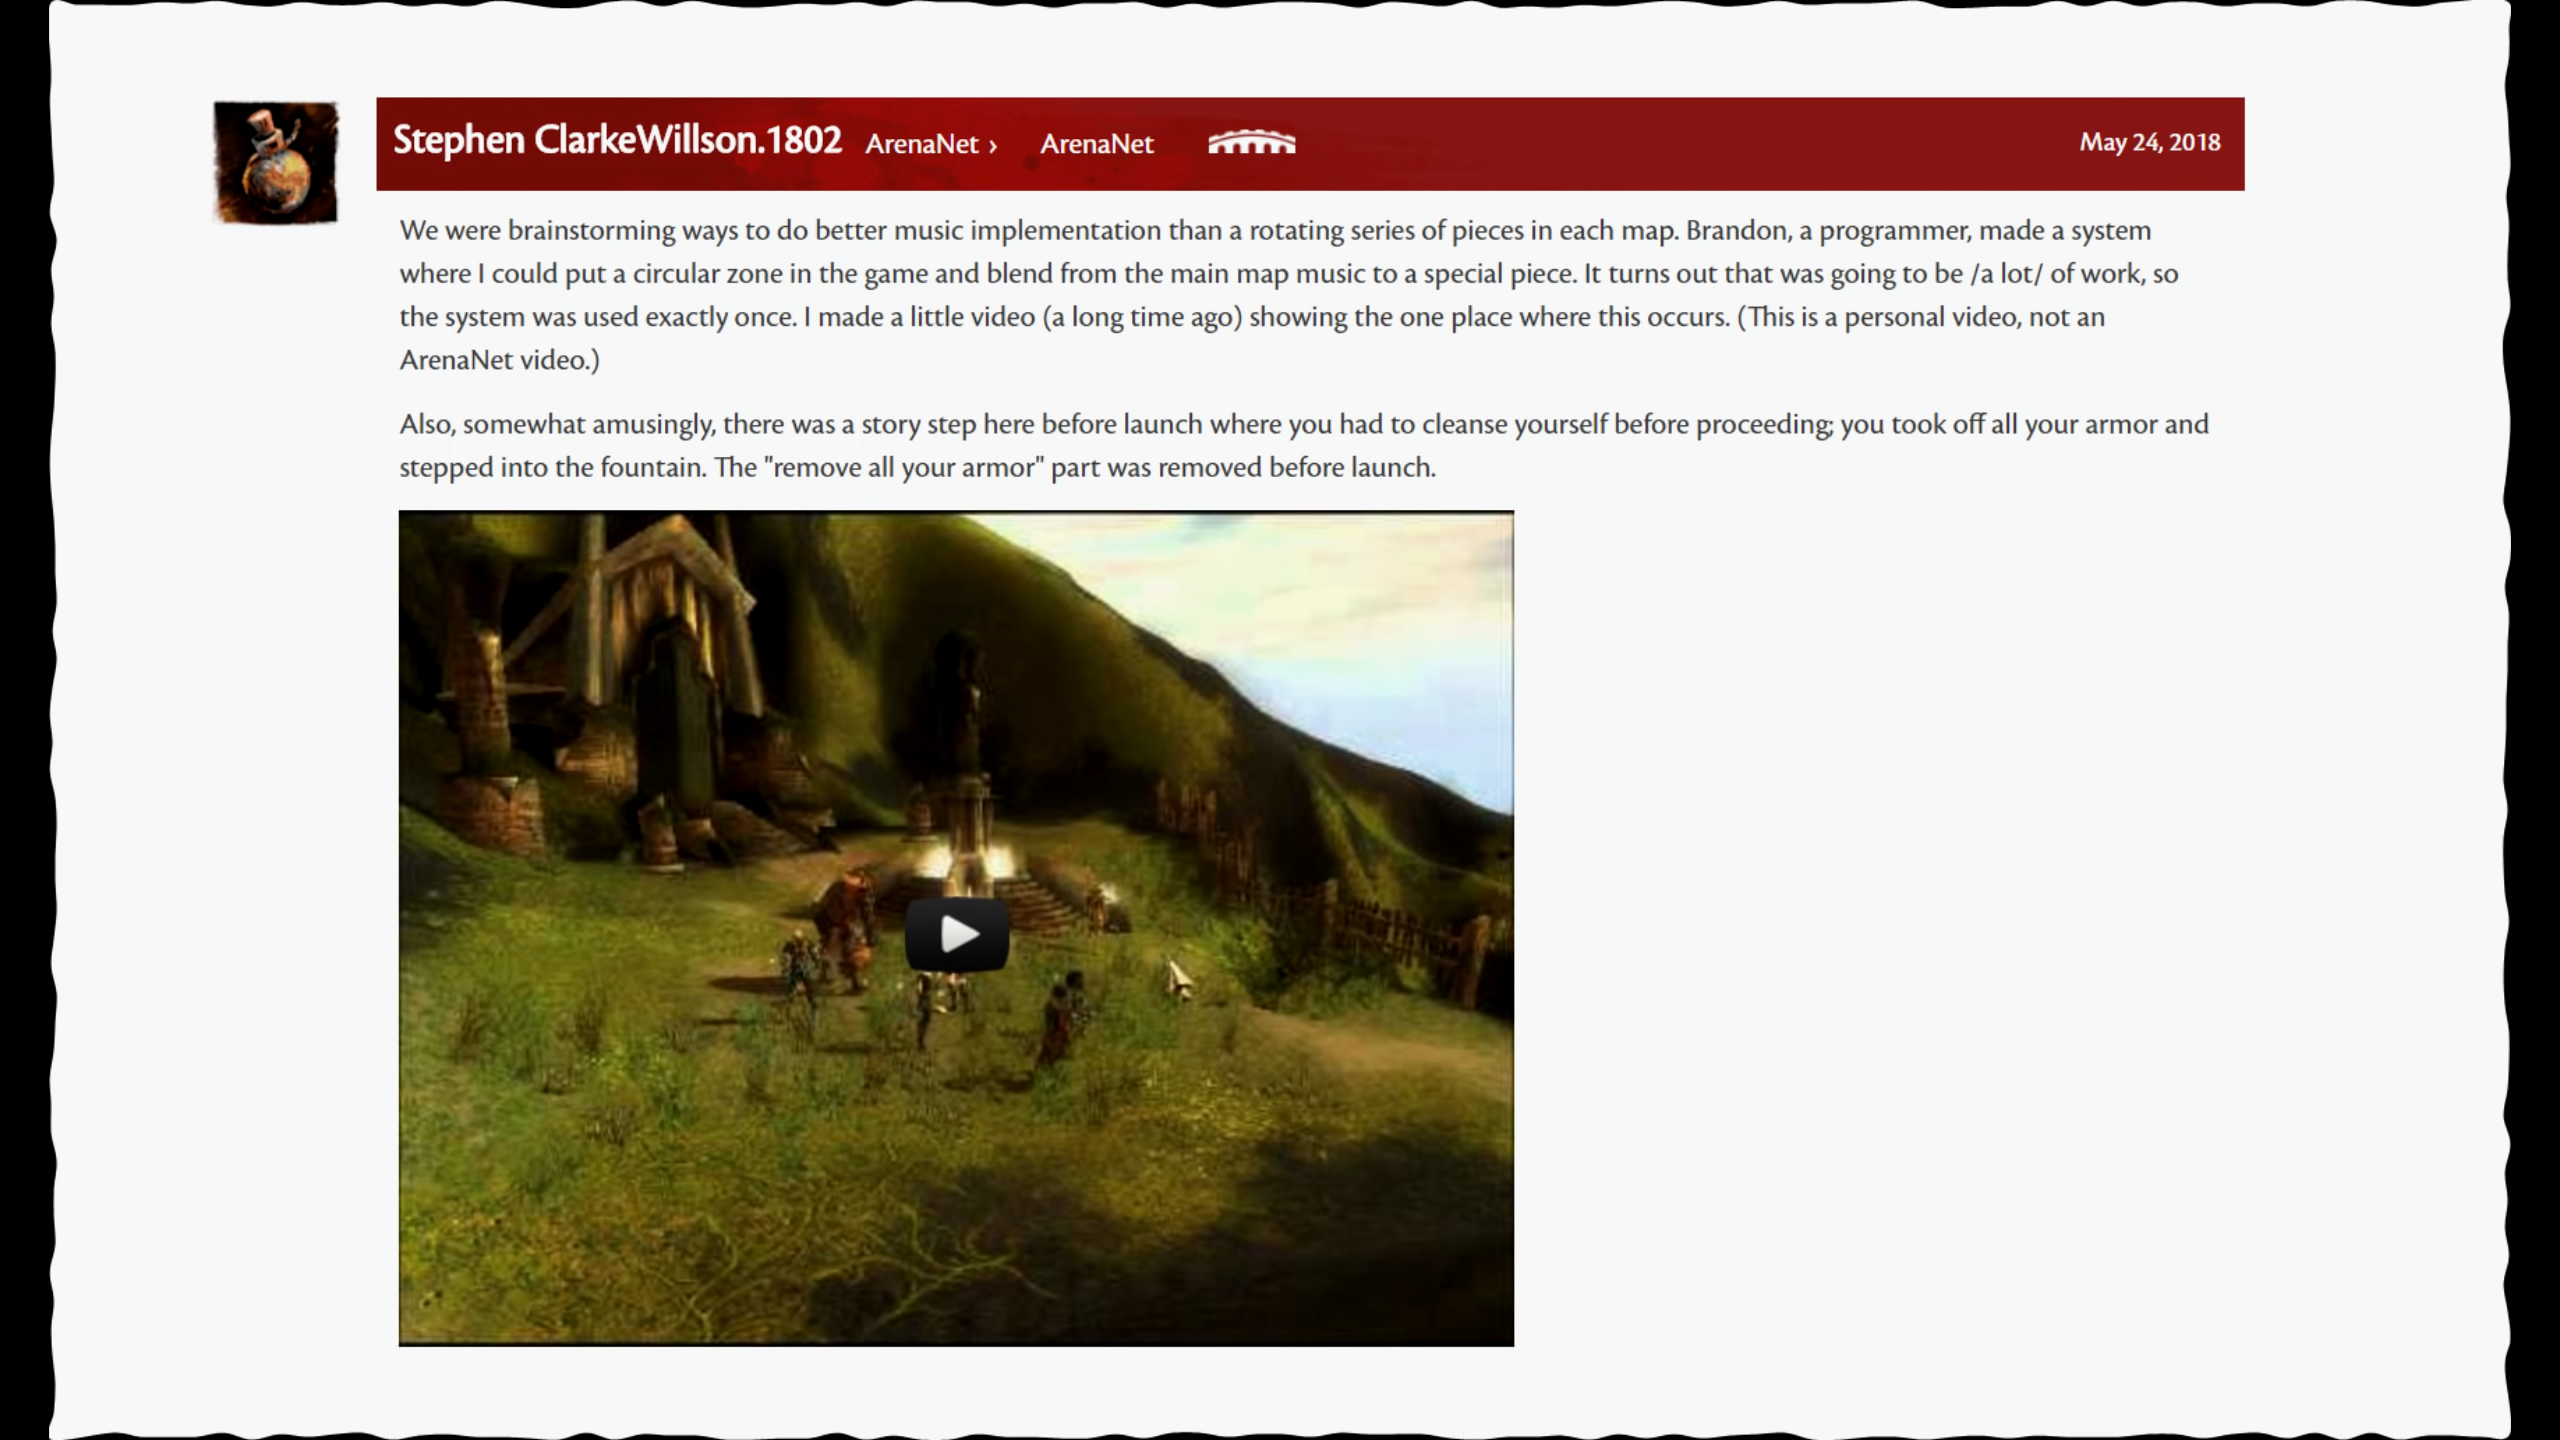 Stephen ClarkeWillson.1802 ArenaNet › ArenaNet May 24, 2018
We were brainstorming ways to do better music implementation than a rotating series of pieces in each map. Brandon, a programmer, made a system
where I could put a circular zone in the game and blend from the main map music to a special piece. It turns out that was going to be /a lot/ of work, so
the system was used exactly once. I made a little video (a long time ago) showing the one place where this occurs. (This is a personal video, not an
ArenaNet video.)
Also, somewhat amusingly, there was a story step here before launch where you had to cleanse yourself before proceeding; you took off all your armor and
stepped into the fountain. The "remove all your armor" part was removed before launch.